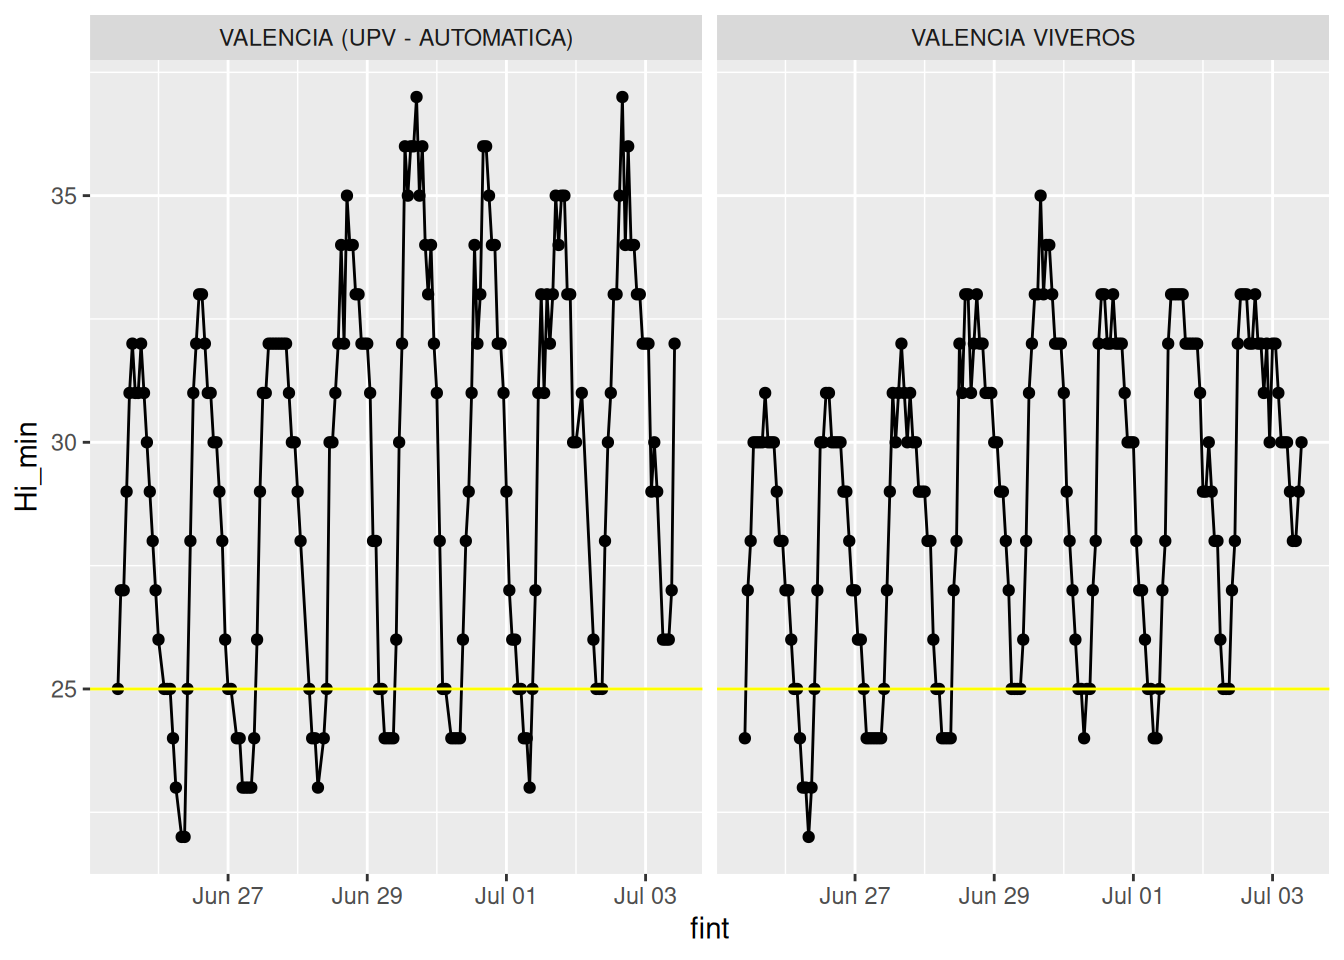 VALENCIA (UPV - AUTOMATICA)
VALENCIA VIVEROS
Hi_min
35
30
25
Jun 27
Jun 29
Jul 01
Jul 03
Jun 27
Jun 29
Jul 01
Jul 03
fint